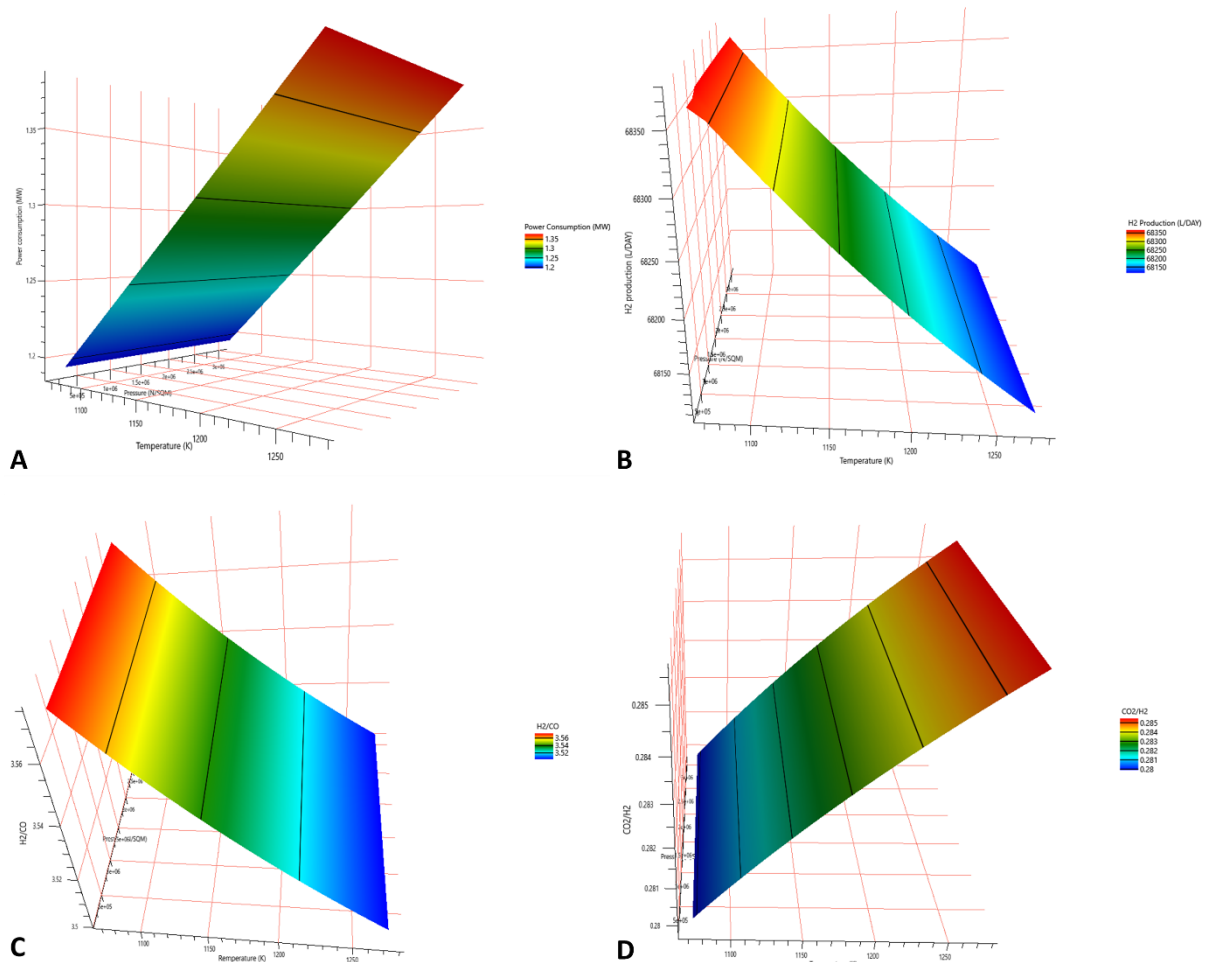 1.35
1.3
1.25
1.2
Power consumption (MW)
5e+05
1e+06
1.5e+06
2e+06
2.5e+06
3e+06
Pressure (N/SQM)
1100
1150
1200
1250
Temperature (K)
Power Consumption (MW)
1.35
1.3
1.25
1.2
A
68350
68300
68250
68200
68150
H2 production (L/DAY)
5e+05
1100
1150
1200
1250
Temperature (K)
H2 Production (L/DAY)
68350
68300
68250
68200
68150
B
3.56
3.54
3.52
3.5
H2/CO
1100
1150
1200
1250
Remperature (K)
H2/CO
3.56
3.54
3.52
C
0.285
0.284
0.283
0.282
0.281
0.28
CO2/H2
5e+05
1100
1150
1200
1250
CO2/H2
0.285
0.284
0.283
0.282
0.281
0.28
D